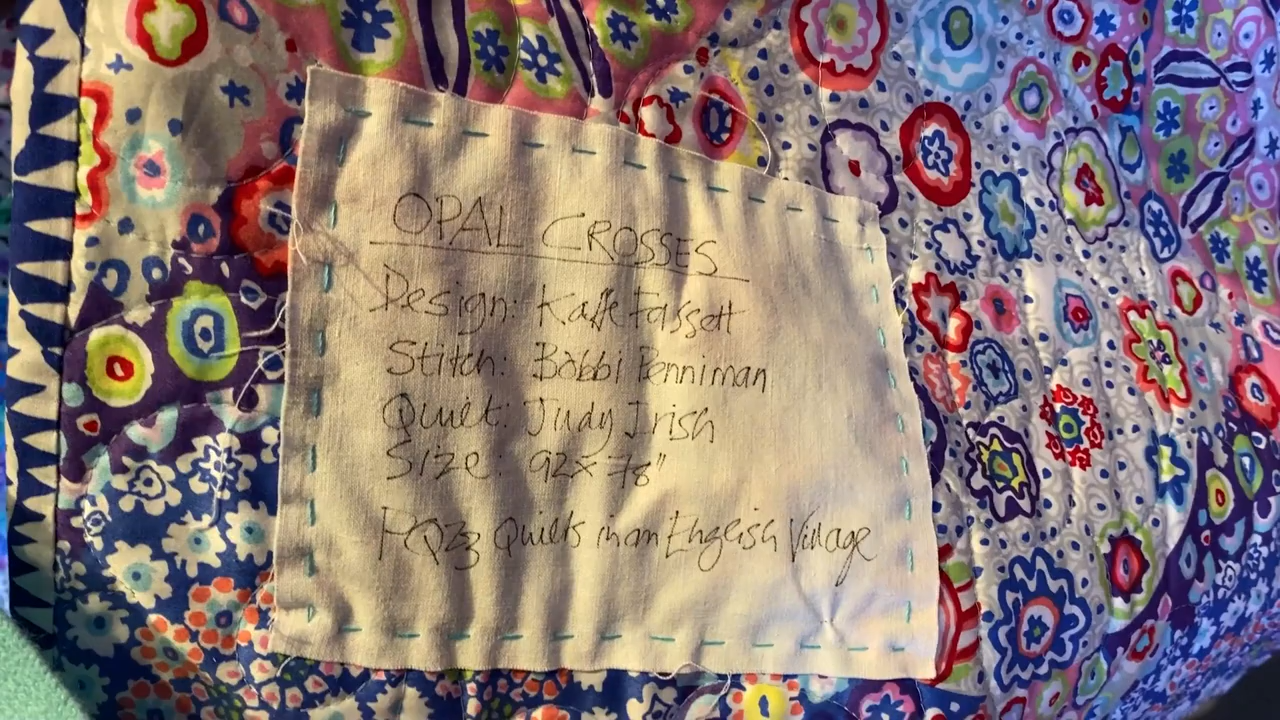 OPAL CROSSES
Design: Kaffe Fassett
Stitch: Bobbi Penniman
Quilt: Judy Irish
Size: 92x78"
PQ23 Quilts in an English Village